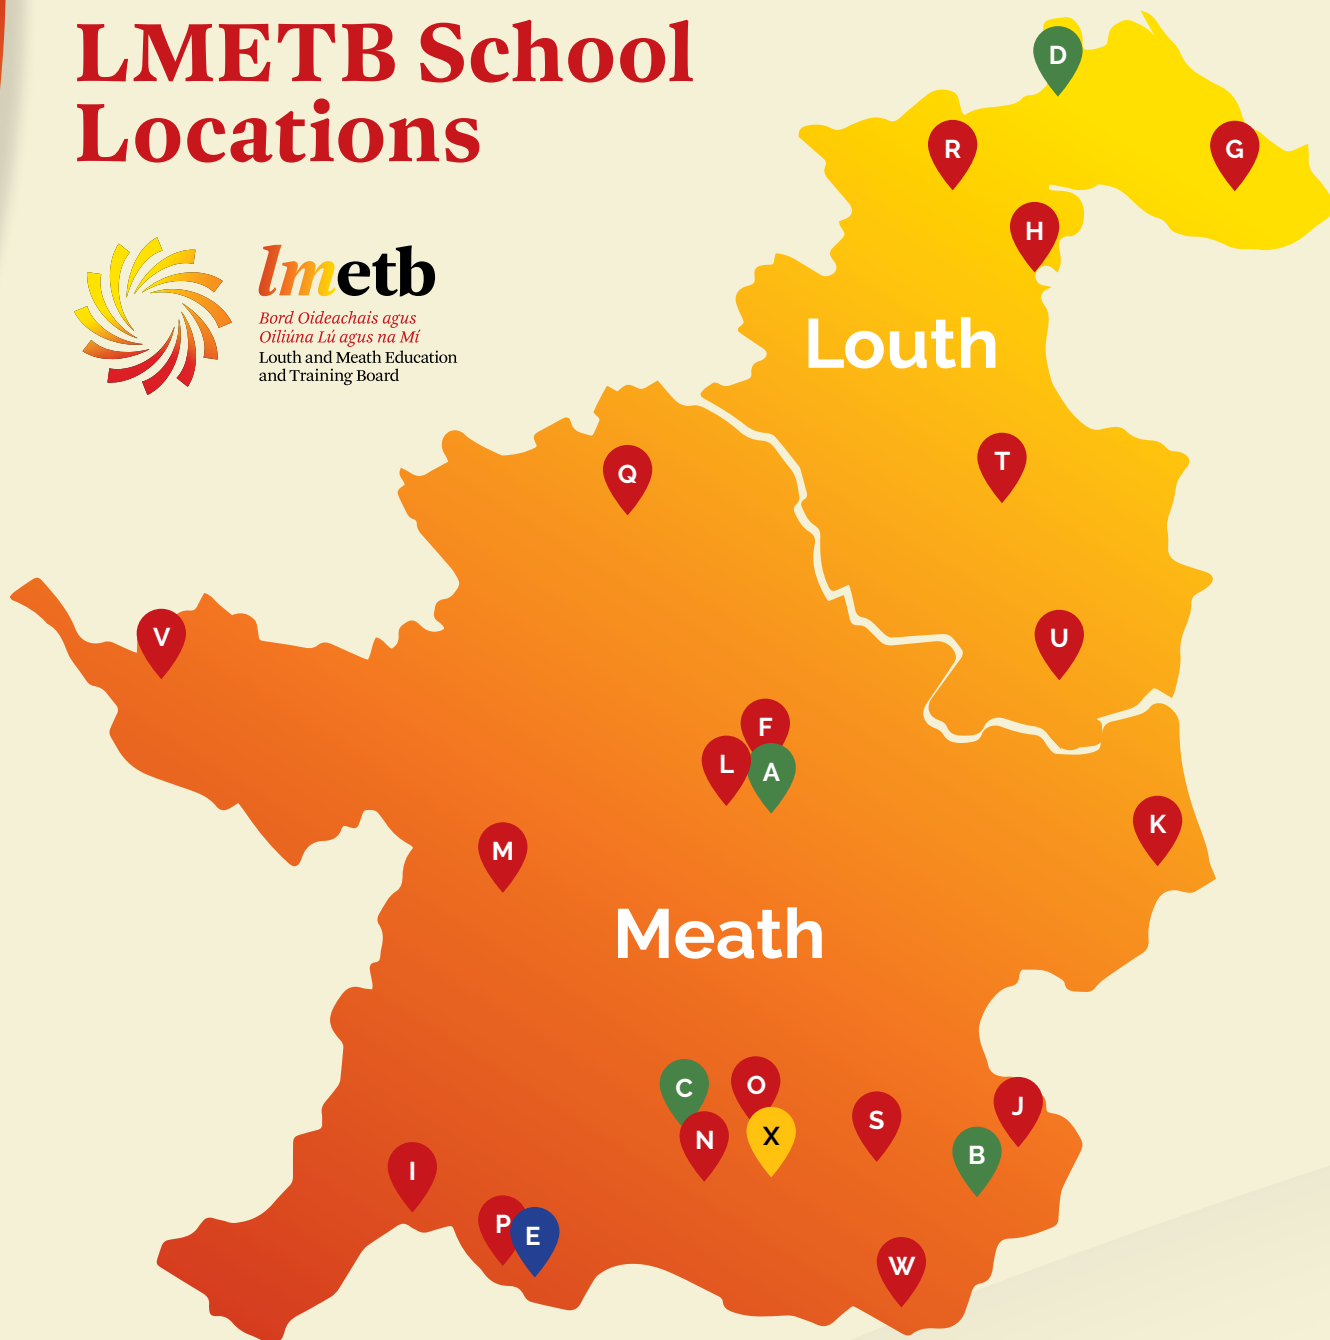 LMETB School
Locations
lmetb
Bord Oideachais agus
Oiliúna Lú agus na Mí
Louth and Meath Education
and Training Board
D
R
G
H
Louth
T
Q
U
V
F
L
A
K
M
Meath
C
O
J
S
N
X
B
I
P
E
W